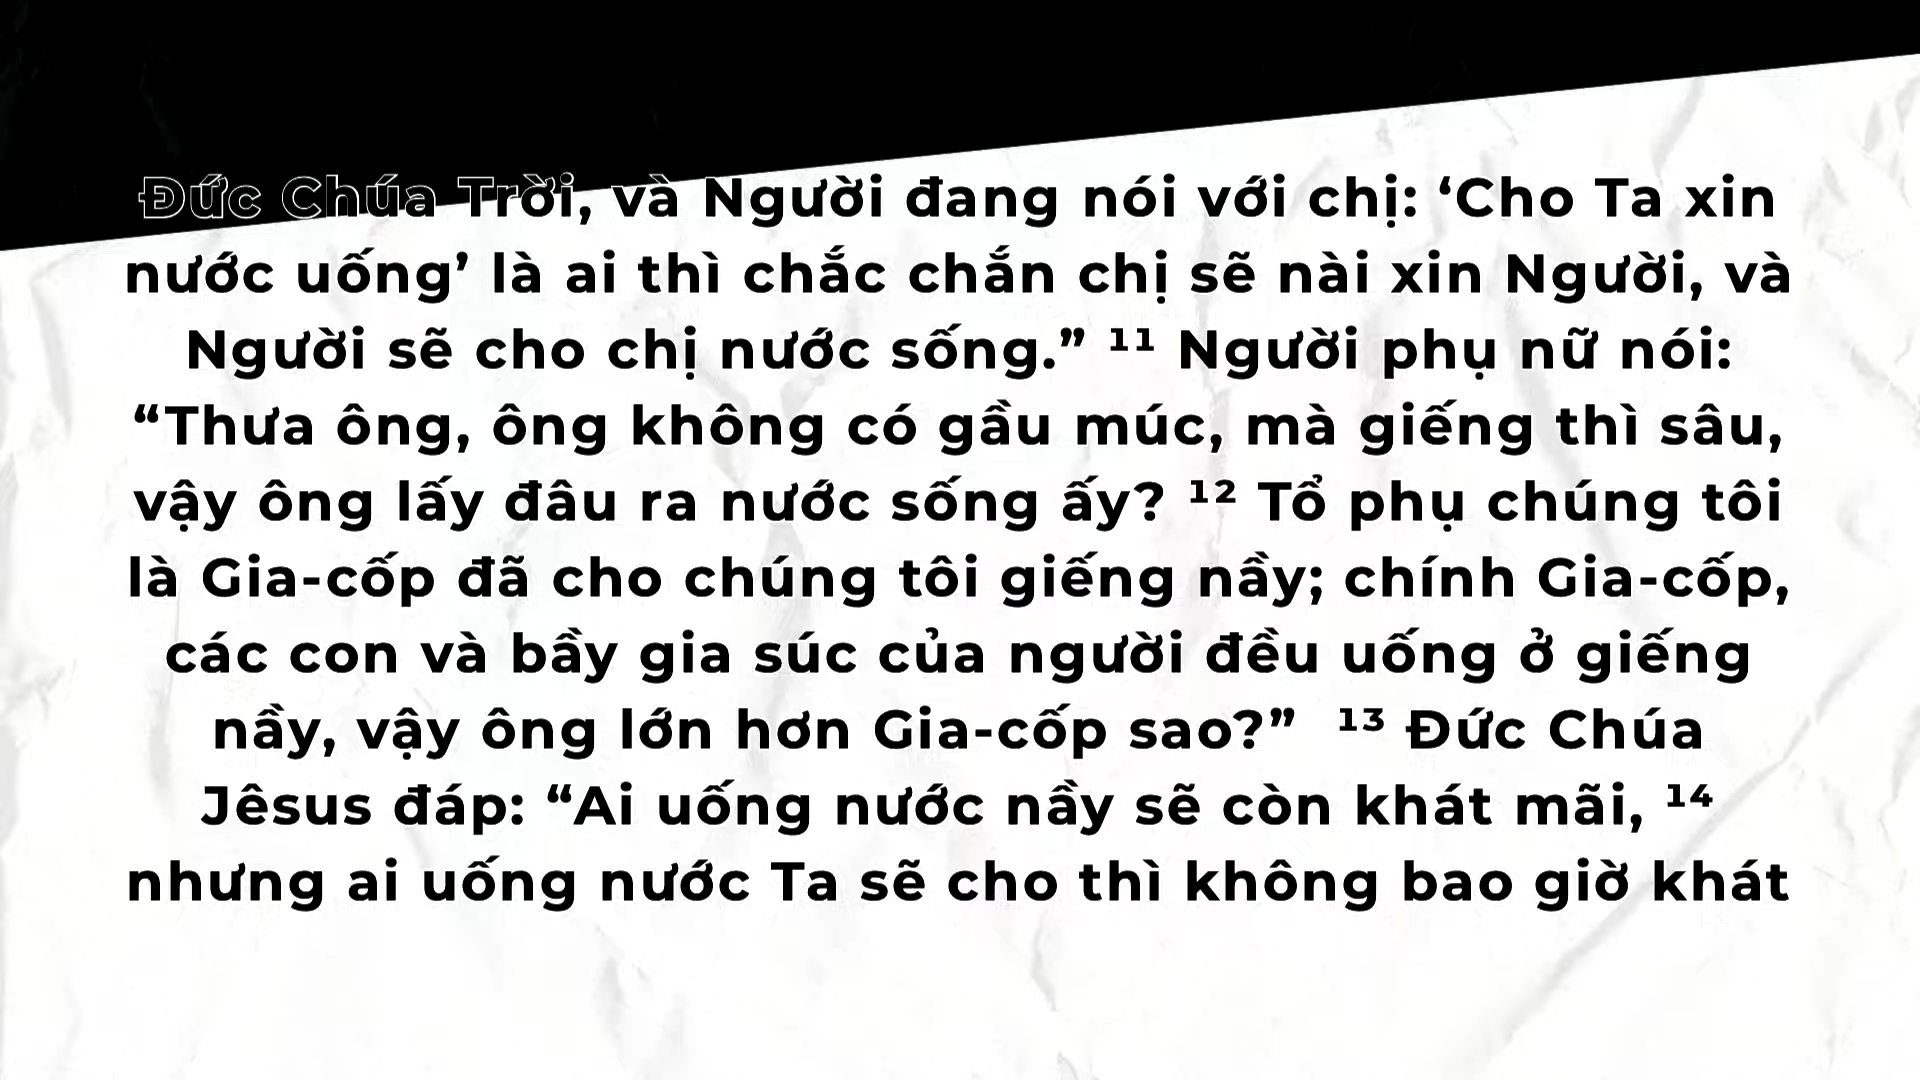 Đức Chúa Trời, và Người đang nói với chị: ‘Cho Ta xin
nước uống’ là ai thì chắc chắn chị sẽ nài xin Người, và
Người sẽ cho chị nước sống.” ¹¹ Người phụ nữ nói:
“Thưa ông, ông không có gầu múc, mà giếng thì sâu,
vậy ông lấy đâu ra nước sống ấy? ¹² Tổ phụ chúng tôi
là Gia-cốp đã cho chúng tôi giếng nầy; chính Gia-cốp,
các con và bầy gia súc của người đều uống ở giếng
nầy, vậy ông lớn hơn Gia-cốp sao?” ¹³ Đức Chúa
Jêsus đáp: “Ai uống nước nầy sẽ còn khát mãi, ¹⁴
nhưng ai uống nước Ta sẽ cho thì không bao giờ khát